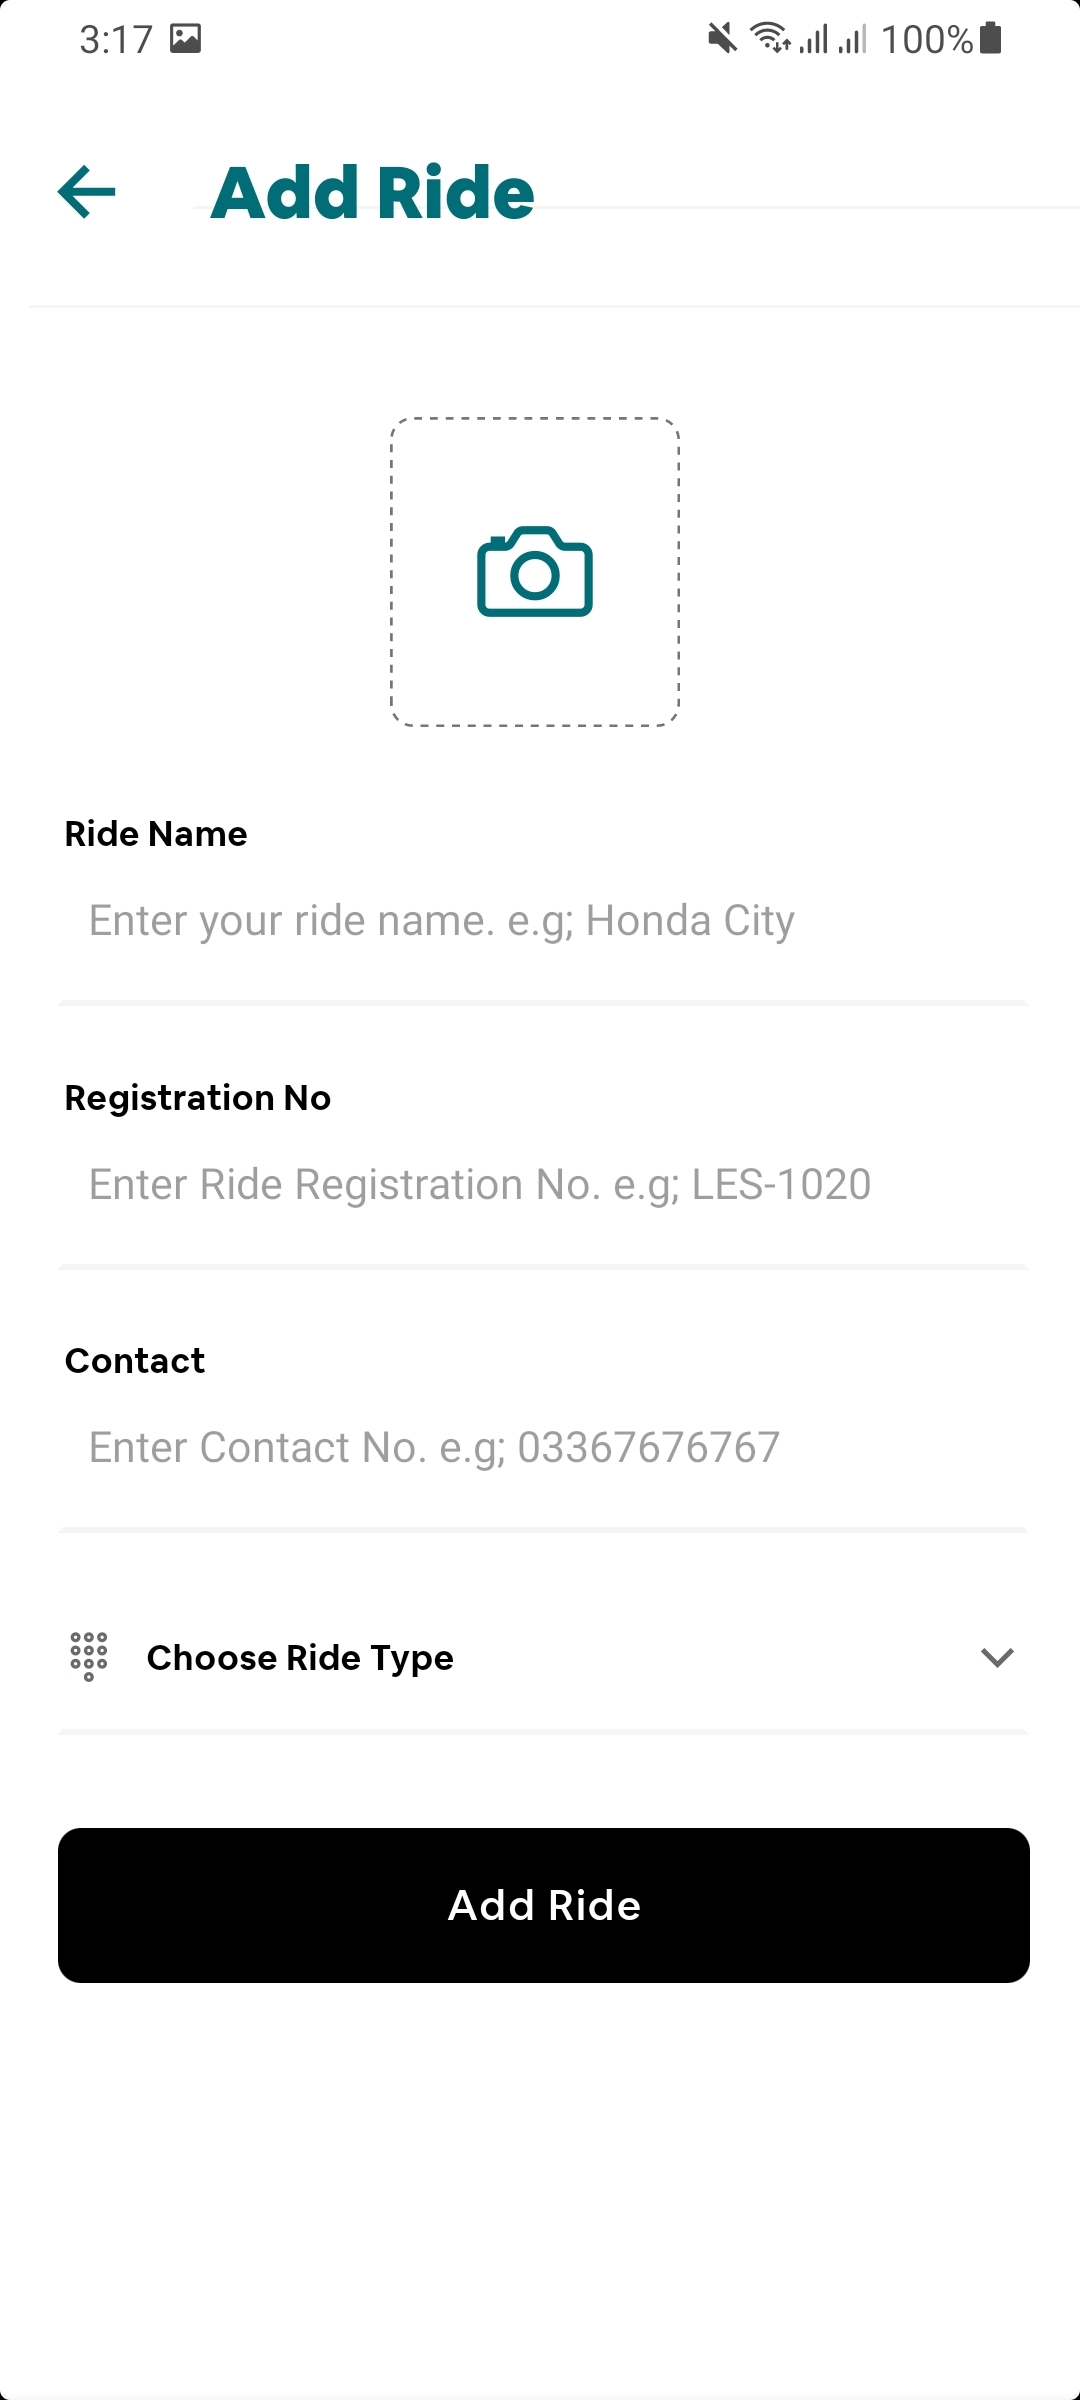 3:17 100%
Add Ride
Ride Name
Enter your ride name. e.g; Honda City
Registration No
Enter Ride Registration No. e.g; LES-1020
Contact
Enter Contact No. e.g; 03367676767
Choose Ride Type
Add Ride